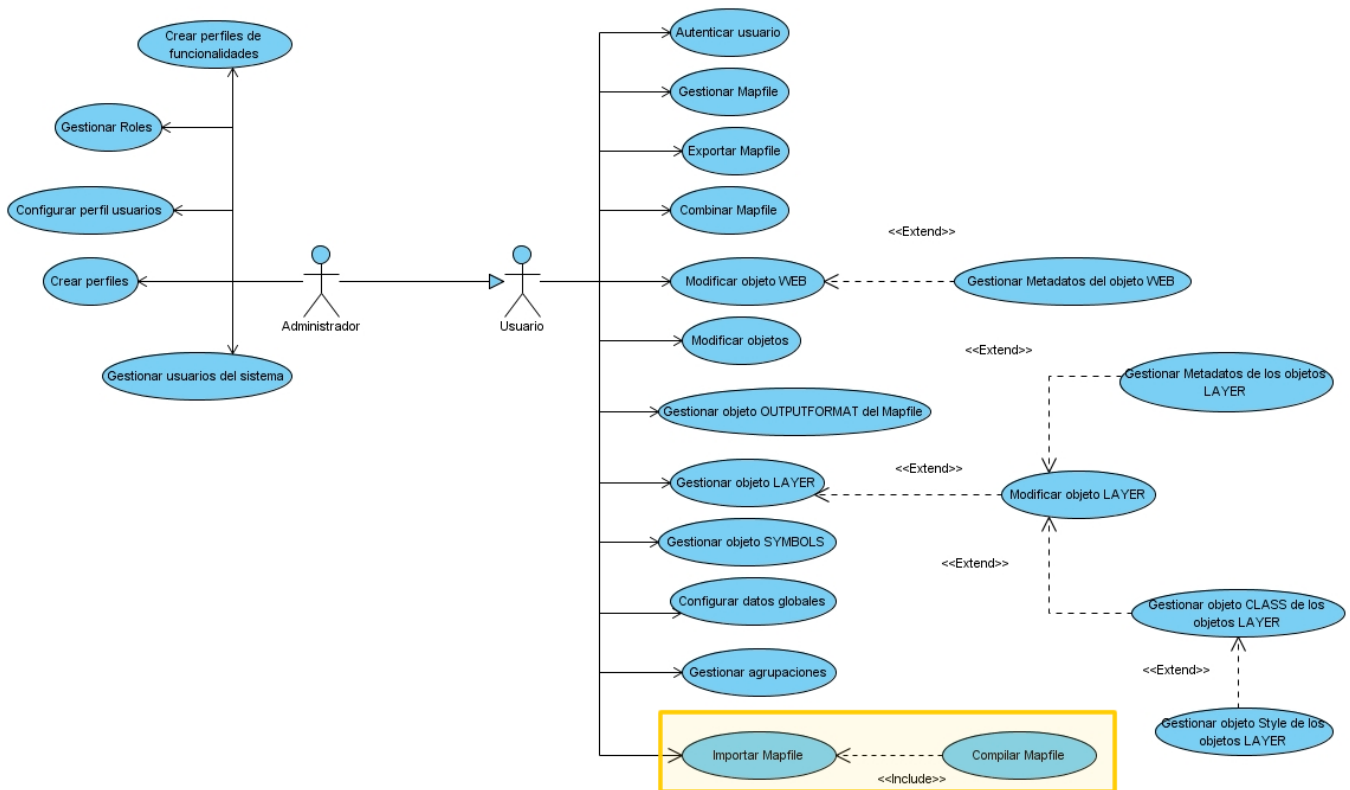 Crear perfiles de
funcionalidades
Gestionar Roles
Configurar perfil usuarios
Crear perfiles
Gestionar usuarios del sistema
Administrador
Usuario
Autenticar usuario
Gestionar Mapfile
Exportar Mapfile
Combinar Mapfile
<<Extend>>
Modificar objeto WEB
Gestionar Metadatos del objeto WEB
Modificar objetos
<<Extend>>
Gestionar Metadatos de los objetos
LAYER
Gestionar objeto OUTPUTFORMAT del Mapfile
<<Extend>>
Gestionar objeto LAYER
Modificar objeto LAYER
Gestionar objeto SYMBOLS
<<Extend>>
Configurar datos globales
Gestionar objeto CLASS de los
objetos LAYER
Gestionar agrupaciones
<<Extend>>
Gestionar objeto Style de los
objetos LAYER
Importar Mapfile
Compilar Mapfile
<<Include>>